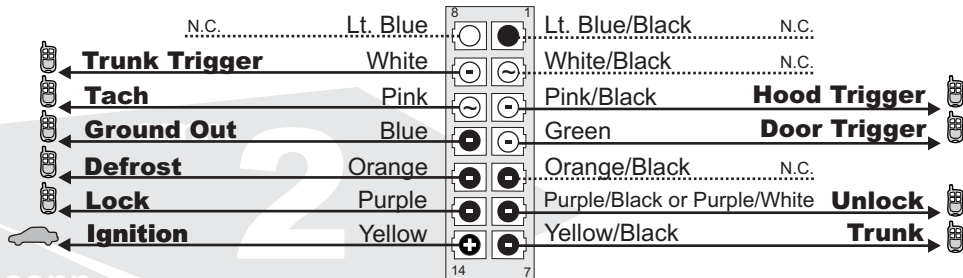 8 1
N.C. Lt. Blue Lt. Blue/Black N.C.
Trunk Trigger White White/Black N.C.
Tach Pink Pink/Black Hood Trigger
Ground Out Blue Green Door Trigger
Defrost Orange Orange/Black N.C.
Lock Purple Purple/Black or Purple/White Unlock
Ignition Yellow Yellow/Black Trunk
14 7
2